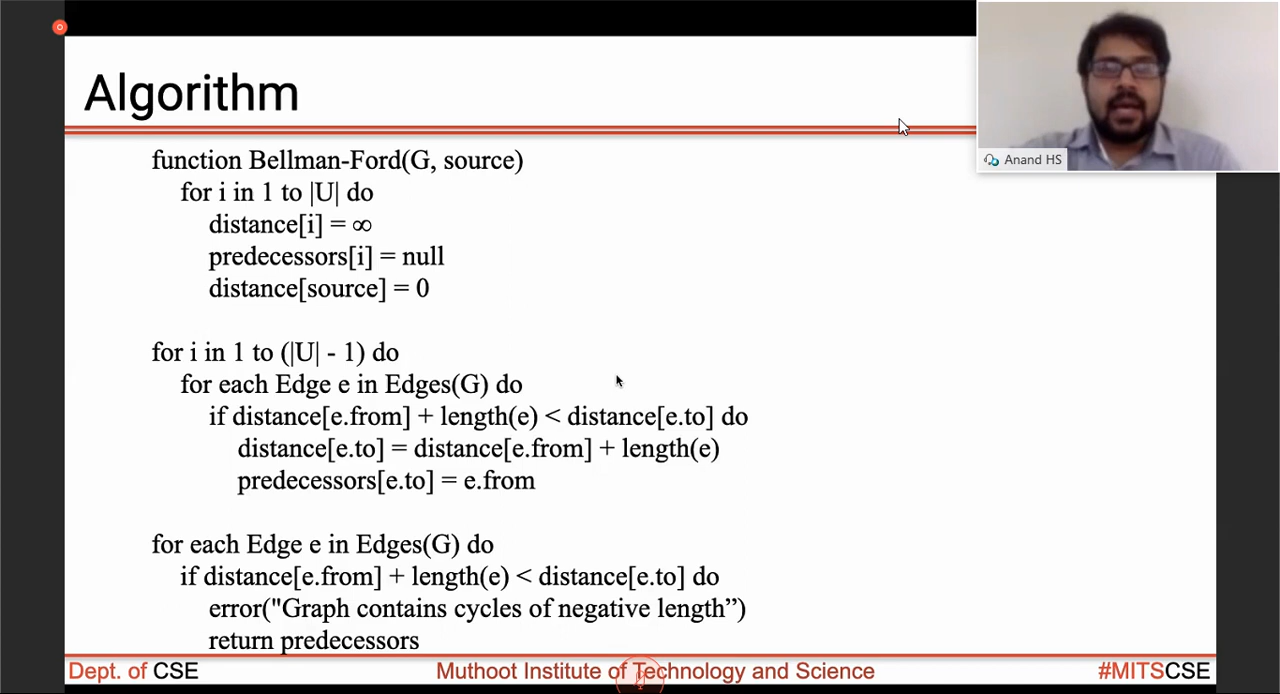 Algorithm
Anand HS
function Bellman-Ford(G, source)
for i in 1 to |U| do
distance[i] = ∞
predecessors[i] = null
distance[source] = 0
for i in 1 to (|U| - 1) do
for each Edge e in Edges(G) do
if distance[e.from] + length(e) < distance[e.to] do
distance[e.to] = distance[e.from] + length(e)
predecessors[e.to] = e.from
for each Edge e in Edges(G) do
if distance[e.from] + length(e) < distance[e.to] do
error("Graph contains cycles of negative length”)
return predecessors
Dept. of CSE Muthoot Institute of Technology and Science #MITSCSE